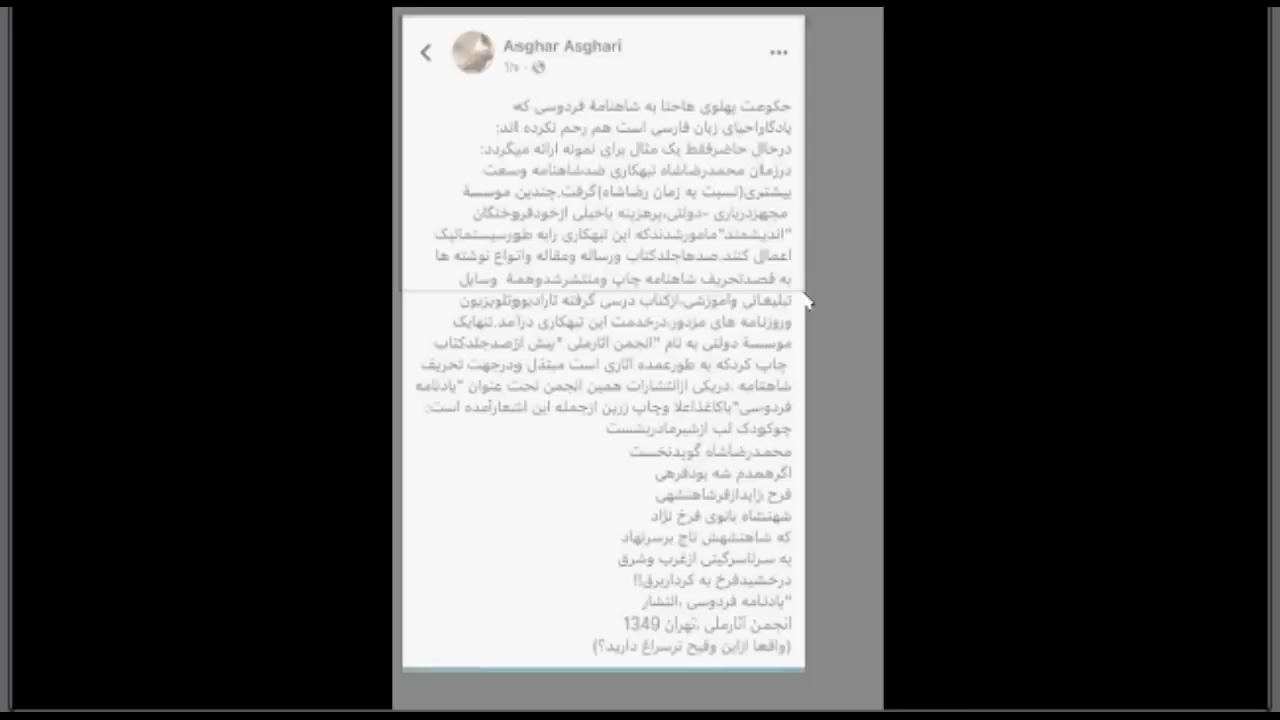 Asghar Asghari
1h
حکومت پهلوی هاحتا به شاهنامهٔ فردوسی که
یادگاراحیای زبان فارسی است هم رحم نکرده اند:
درحال حاضرفقط یک مثال برای نمونه ارائه میگردد:
درزمان محمدرضاشاه تبهکاری ضدشاهنامه وسعت
بیشتری(نسبت به زمان رضاشاه)گرفت.چندین موسسهٔ
مجهزدرباری -دولتی،پرهزینه باخیلی ازخودفروختگان
"اندیشمند"مامورشدندکه این تبهکاری رابه طورسیستماتیک
اعمال کنند.صدهاجلدکتاب ورساله ومقاله وانواع نوشته ها
به قصدتحریف شاهنامه چاپ ومنتشرشدوهمهٔ وسایل
تبلیغاتی وآموزشی،ازکتاب درسی گرفته تارادیووتلویزیون
وروزنامه های مزدور،درخدمت این تبهکاری درآمد.تنهایک
موسسهٔ دولتی به نام "انجمن آثارملی "بیش ازصدجلدکتاب
چاپ کردکه به طورعمده آثاری است مبتذل ودرجهت تحریف
شاهنامه .دریکی ازانتشارات همین انجمن تحت عنوان "یادنامه
فردوسی"باکاغذاعلا وچاپ زرین ازجمله این اشعارآمده است:
چوکودک لب ازشیرمادربشست
محمدرضاشاه گویدنخست
اگرهمدم شه بودفرهی
فرح زایدازفرشاهنشهی
شهنشاه بانوی فرخ نژاد
که شاهنشهش تاج برسرنهاد
به سرتاسرگیتی ازغرب وشرق
درخشیدفرخ به کرداربرق!!
"یادنامه فردوسی ،انتشار
انجمن آثارملی ،تهران 1349
(واقعا ازاین وقیح ترسراغ دارید؟)